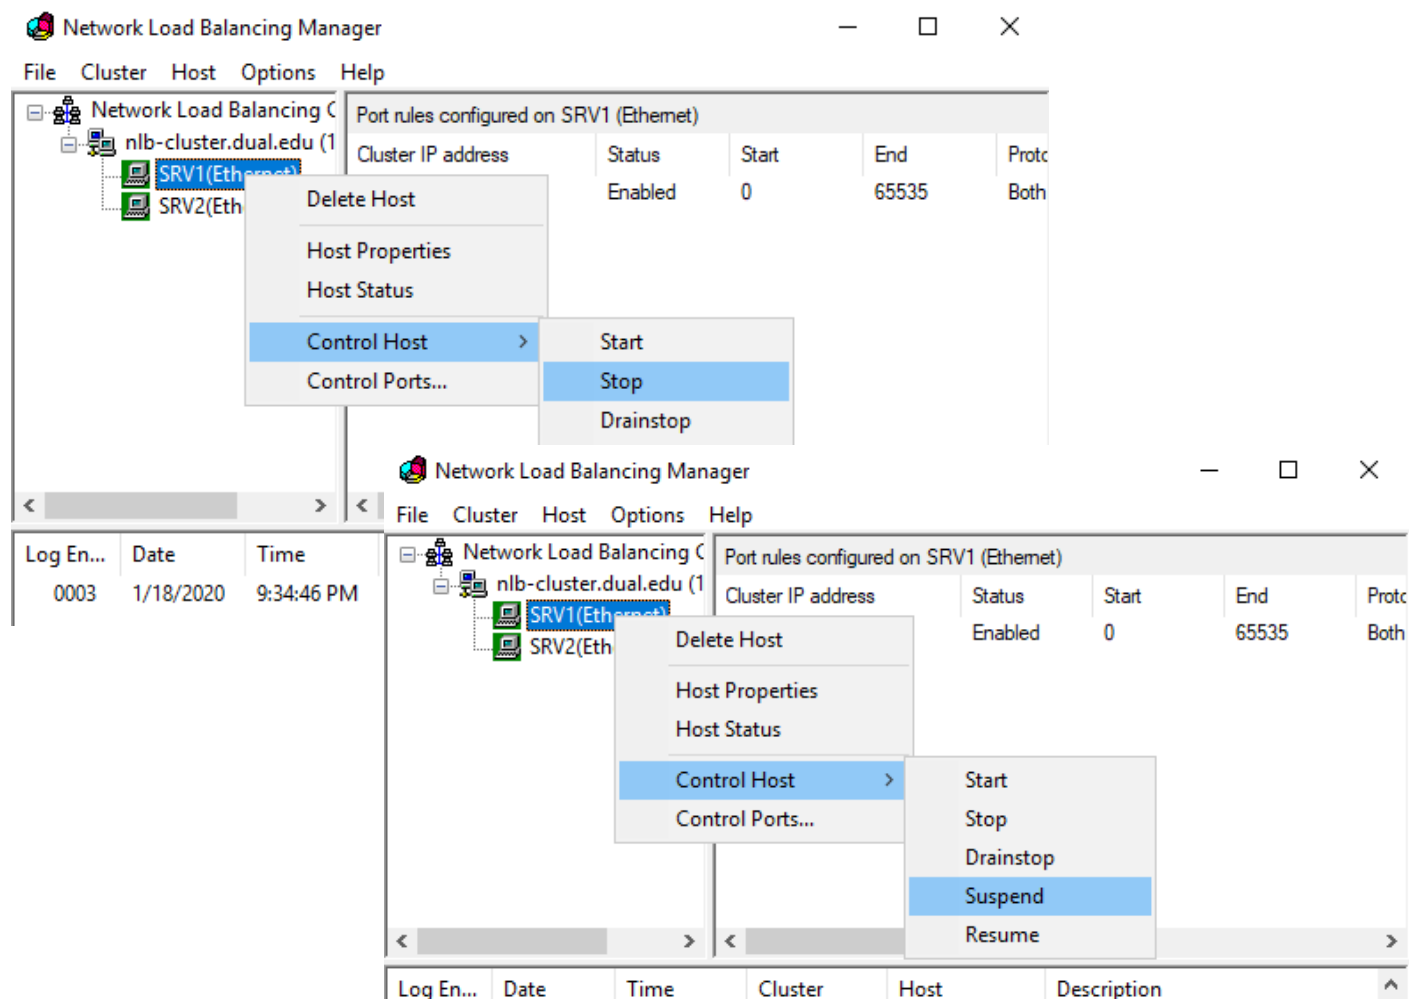 Network Load Balancing Manager
File Cluster Host Options Help
Network Load Balancing C
nlb-cluster.dual.edu (1
SRV1(Ethernet)
SRV2(Eth
Port rules configured on SRV1 (Ethernet)
Cluster IP address Status Start End Proto
Enabled 0 65535 Both
Delete Host
Host Properties
Host Status
Control Host
Control Ports...
Start
Stop
Drainstop
Log En... Date Time
0003 1/18/2020 9:34:46 PM
Network Load Balancing Manager
File Cluster Host Options Help
Network Load Balancing C
nlb-cluster.dual.edu (1
SRV1(Ethernet)
SRV2(Eth
Port rules configured on SRV1 (Ethernet)
Cluster IP address Status Start End Proto
Enabled 0 65535 Both
Delete Host
Host Properties
Host Status
Control Host
Control Ports...
Start
Stop
Drainstop
Suspend
Resume
Log En... Date Time Cluster Host Description